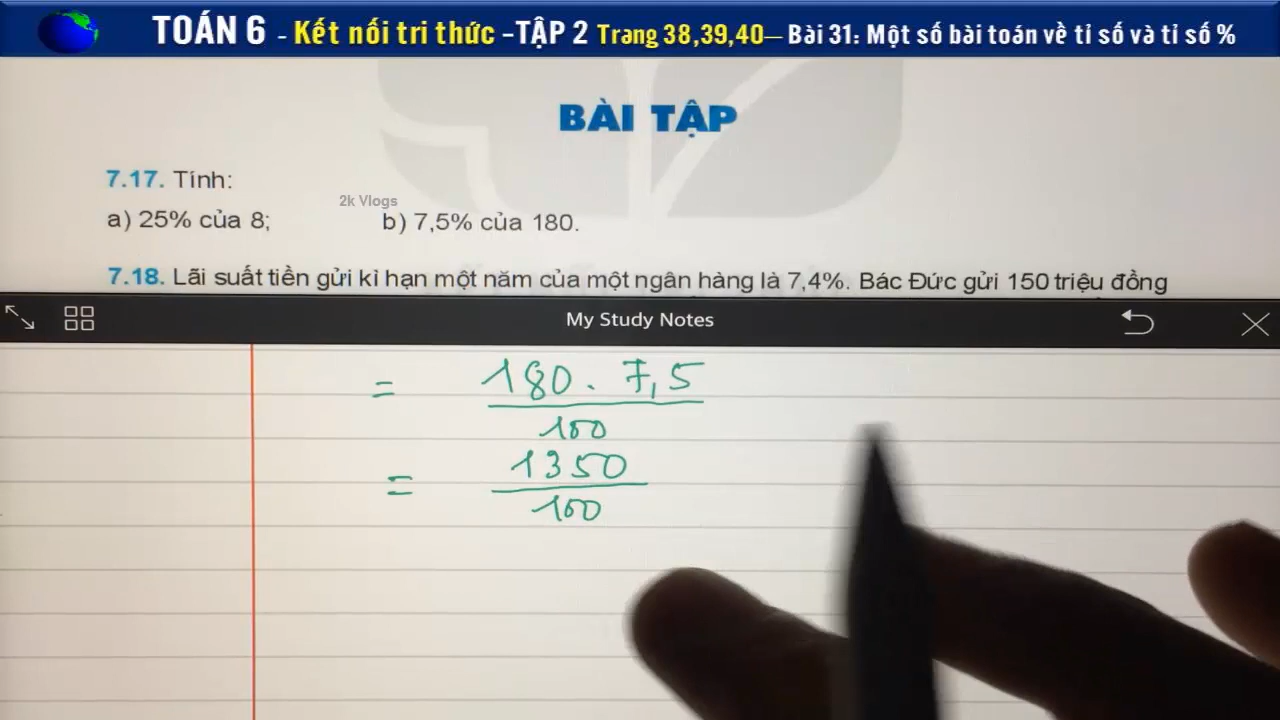 TOÁN 6 - Kết nối tri thức –TẬP 2 Trang 38,39,40– Bài 31: Một số bài toán về tỉ số và tỉ số %
BÀI TẬP
7.17. Tính:
2k Vlogs
a) 25% của 8; b) 7,5% của 180.
7.18. Lãi suất tiền gửi kì hạn một năm của một ngân hàng là 7,4%. Bác Đức gửi 150 triệu đồng
My Study Notes
= 180 . 7,5
100
= 1350
100